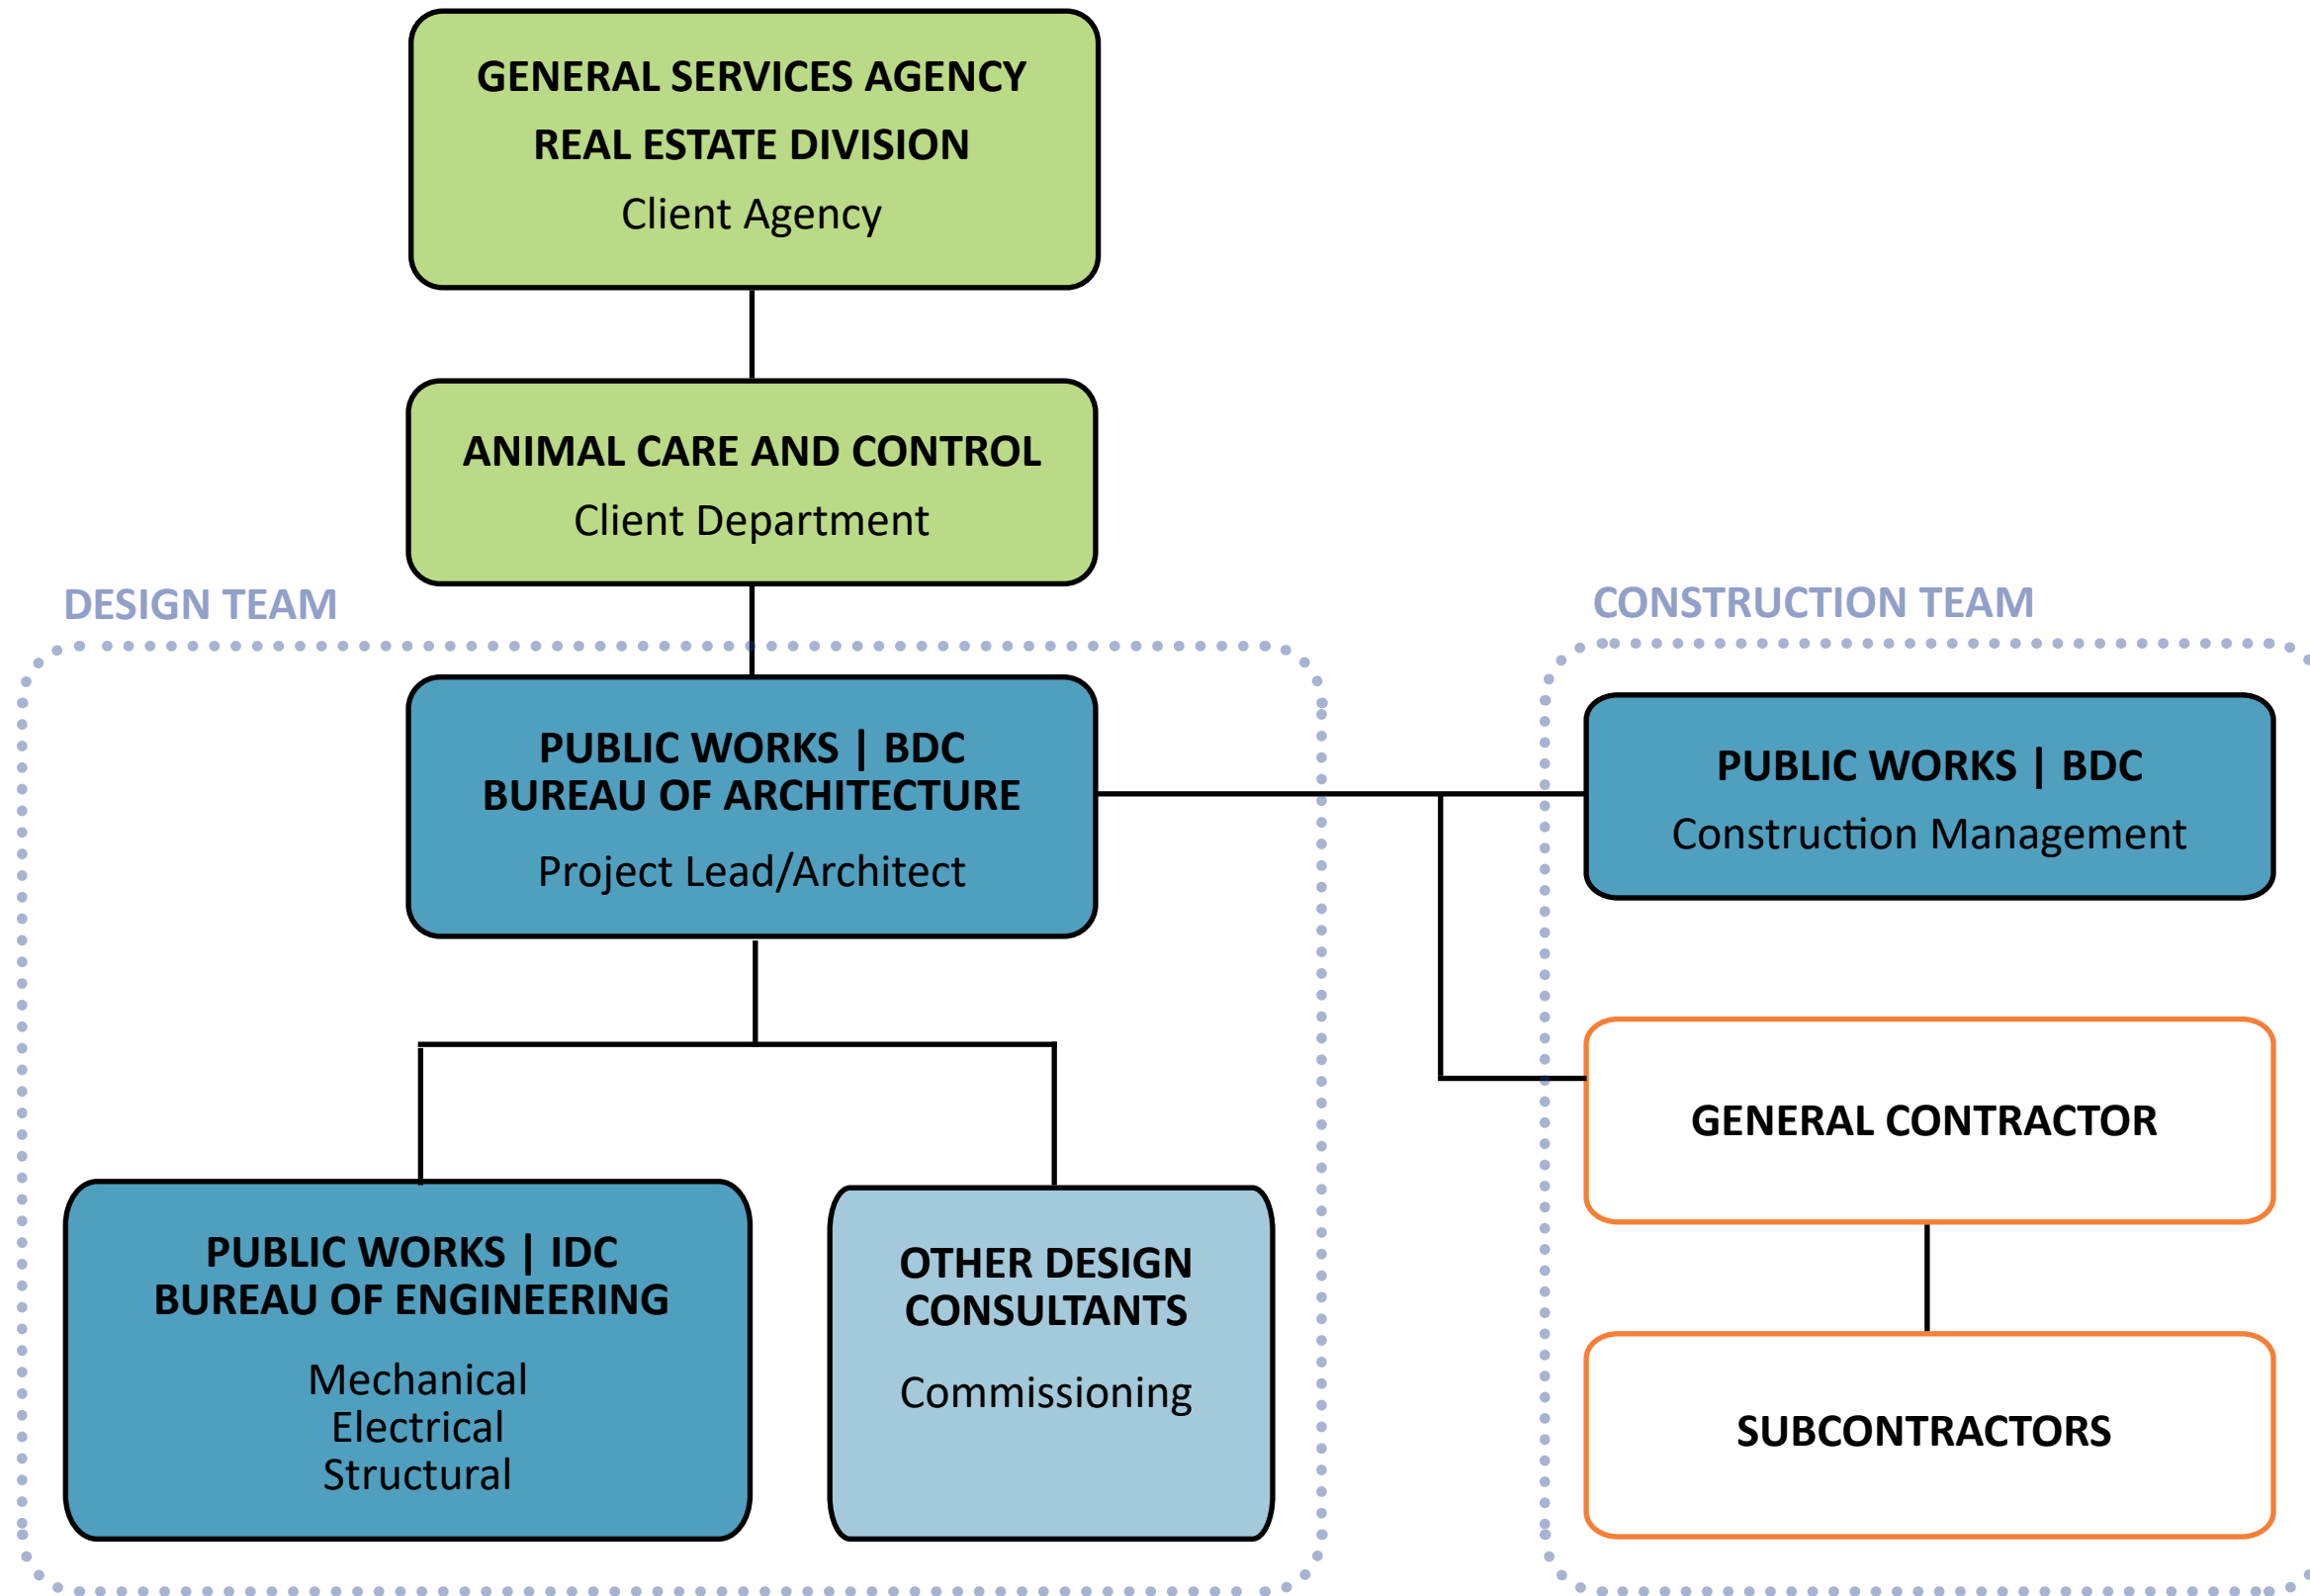 GENERAL SERVICES AGENCY
REAL ESTATE DIVISION
Client Agency
ANIMAL CARE AND CONTROL
Client Department
DESIGN TEAM
PUBLIC WORKS | BDC
BUREAU OF ARCHITECTURE
Project Lead/Architect
PUBLIC WORKS | IDC
BUREAU OF ENGINEERING
Mechanical
Electrical
Structural
OTHER DESIGN
CONSULTANTS
Commissioning
CONSTRUCTION TEAM
PUBLIC WORKS | BDC
Construction Management
GENERAL CONTRACTOR
SUBCONTRACTORS